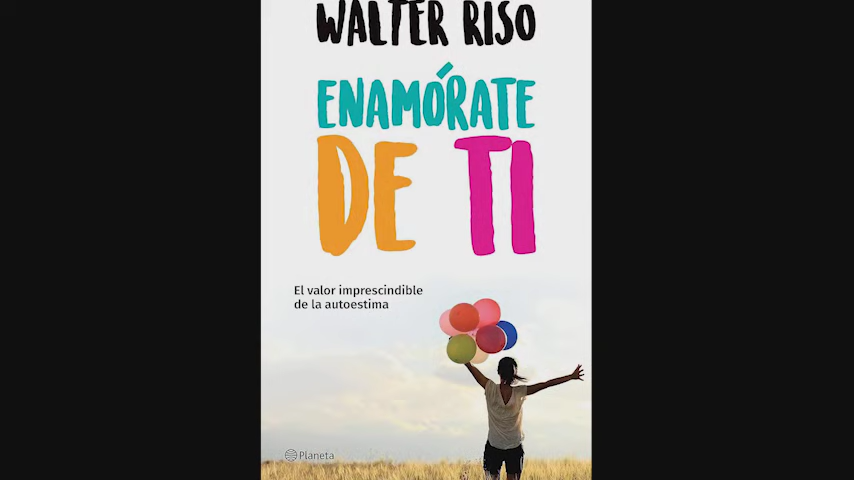 WALTER RISO
ENAMÓRATE
DE TI
El valor imprescindible
de la autoestima
Planeta